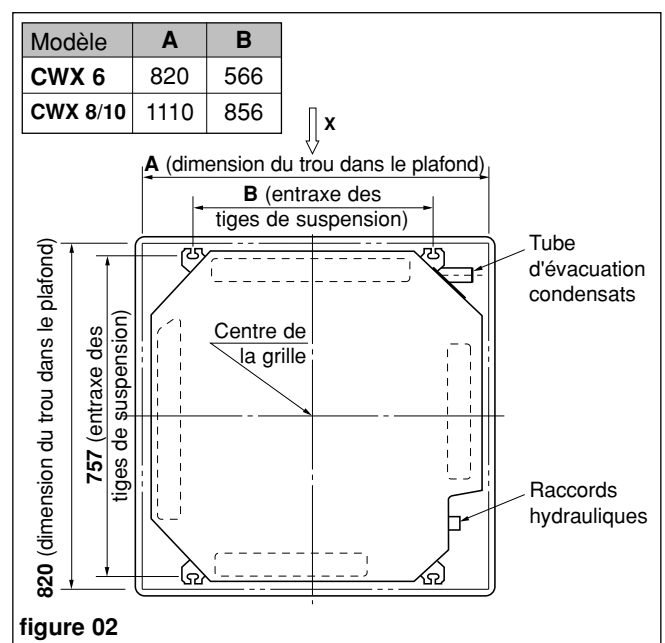 Modèle A B
CWX 6 820 566
CWX 8/10 1110 856
X
A (dimension du trou dans le plafond)
B (entraxe des
tiges de suspension)
Tube
d'évacuation
condensats
820 (dimension du trou dans le plafond)
757 (entraxe des
tiges de suspension)
Centre de
la grille
Raccords
hydrauliques
figure 02